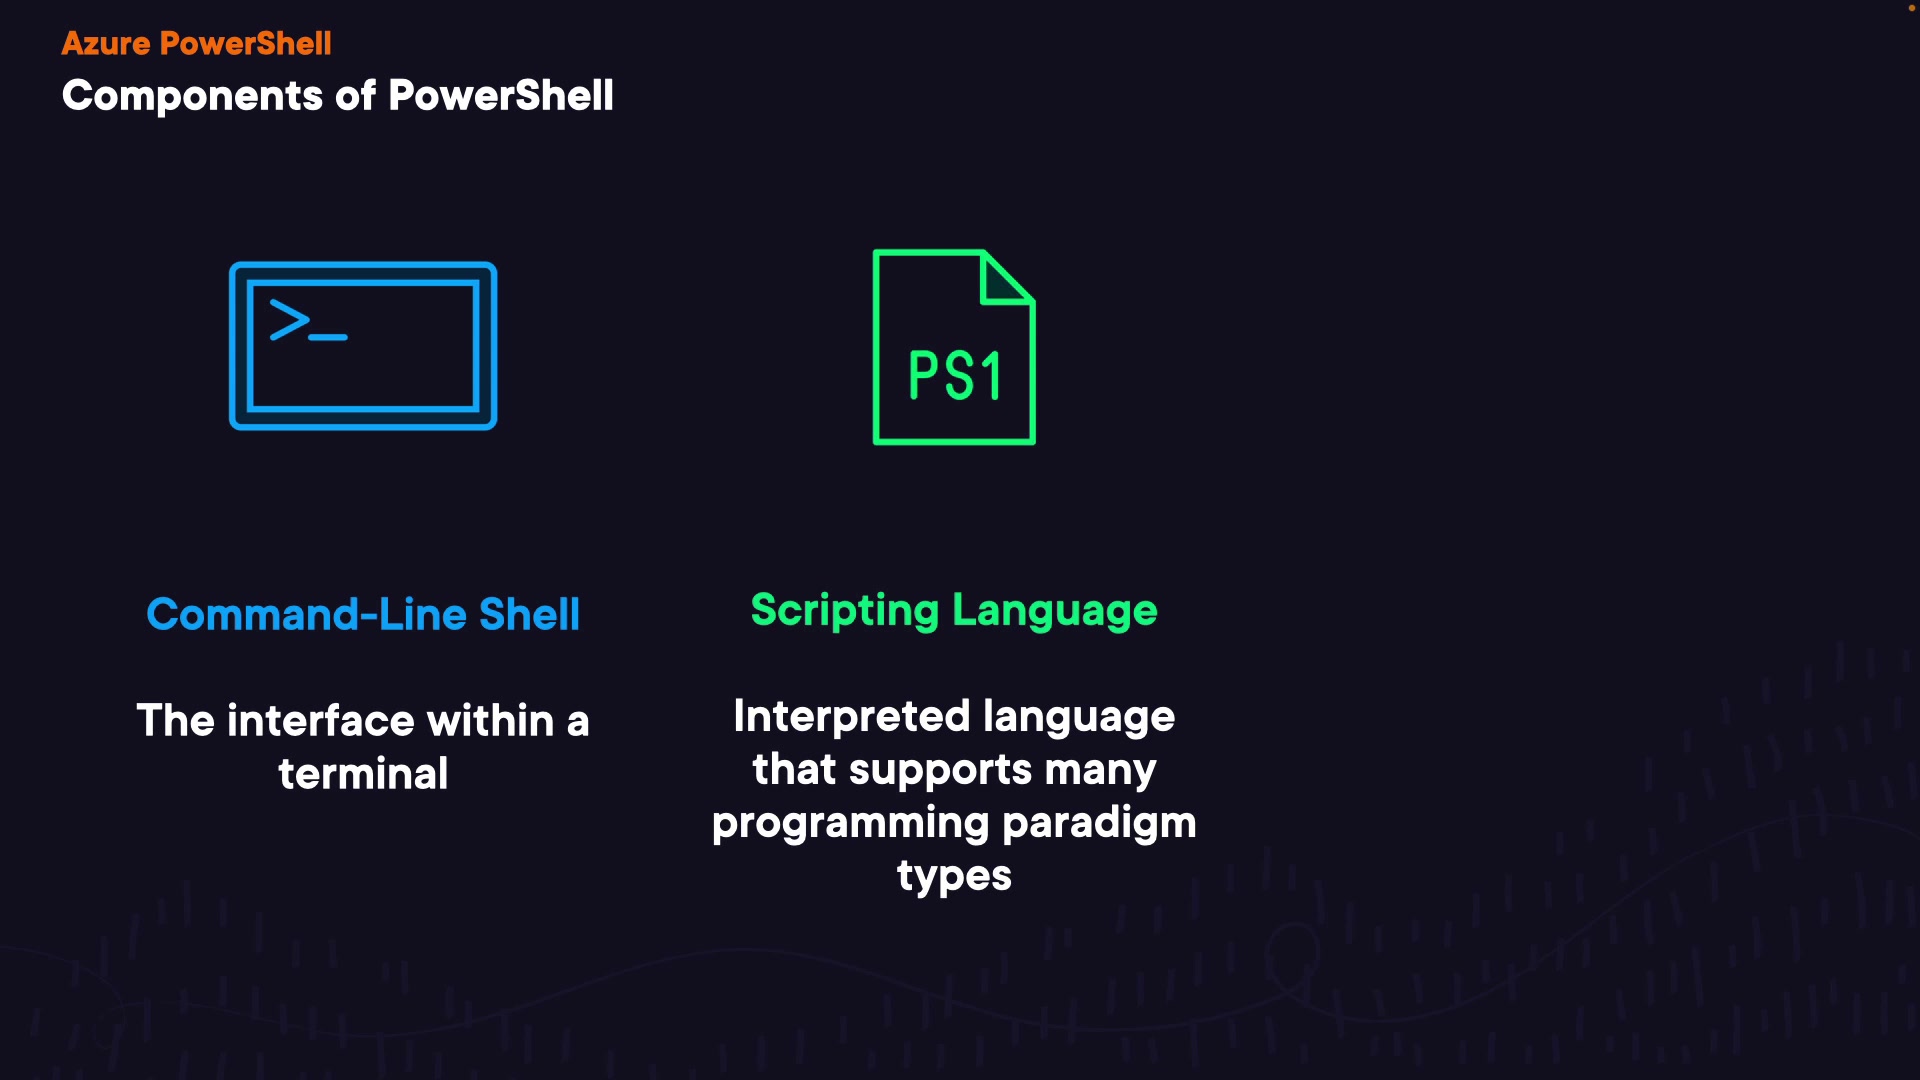 Azure PowerShell
Components of PowerShell
>_
PS1
Command-Line Shell
The interface within a
terminal
Scripting Language
Interpreted language
that supports many
programming paradigm
types